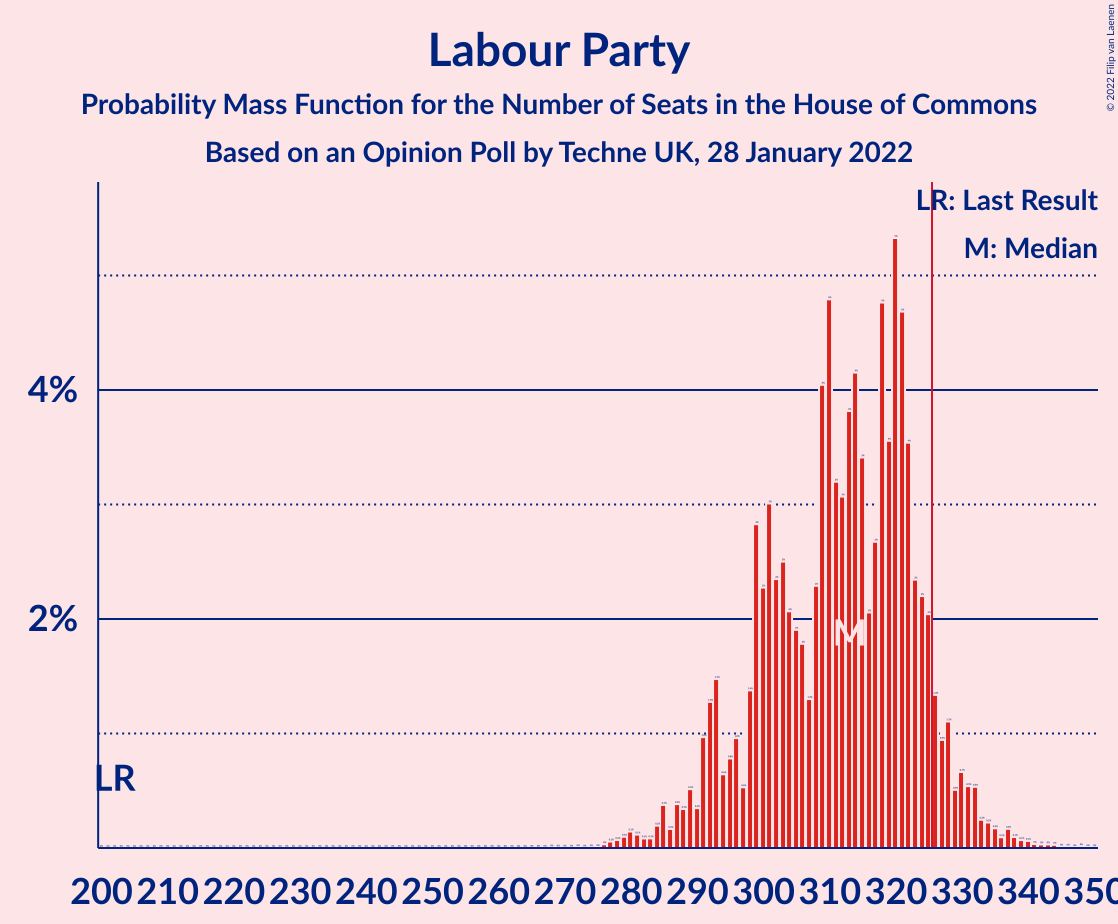 Labour Party
Probability Mass Function for the Number of Seats in the House of Commons
Based on an Opinion Poll by Techne UK, 28 January 2022
© 2022 Filip van Laenen
LR: Last Result
M: Median
4%
2%
M
LR
200 210 220 230 240 250 260 270 280 290 300 310 320 330 340 350